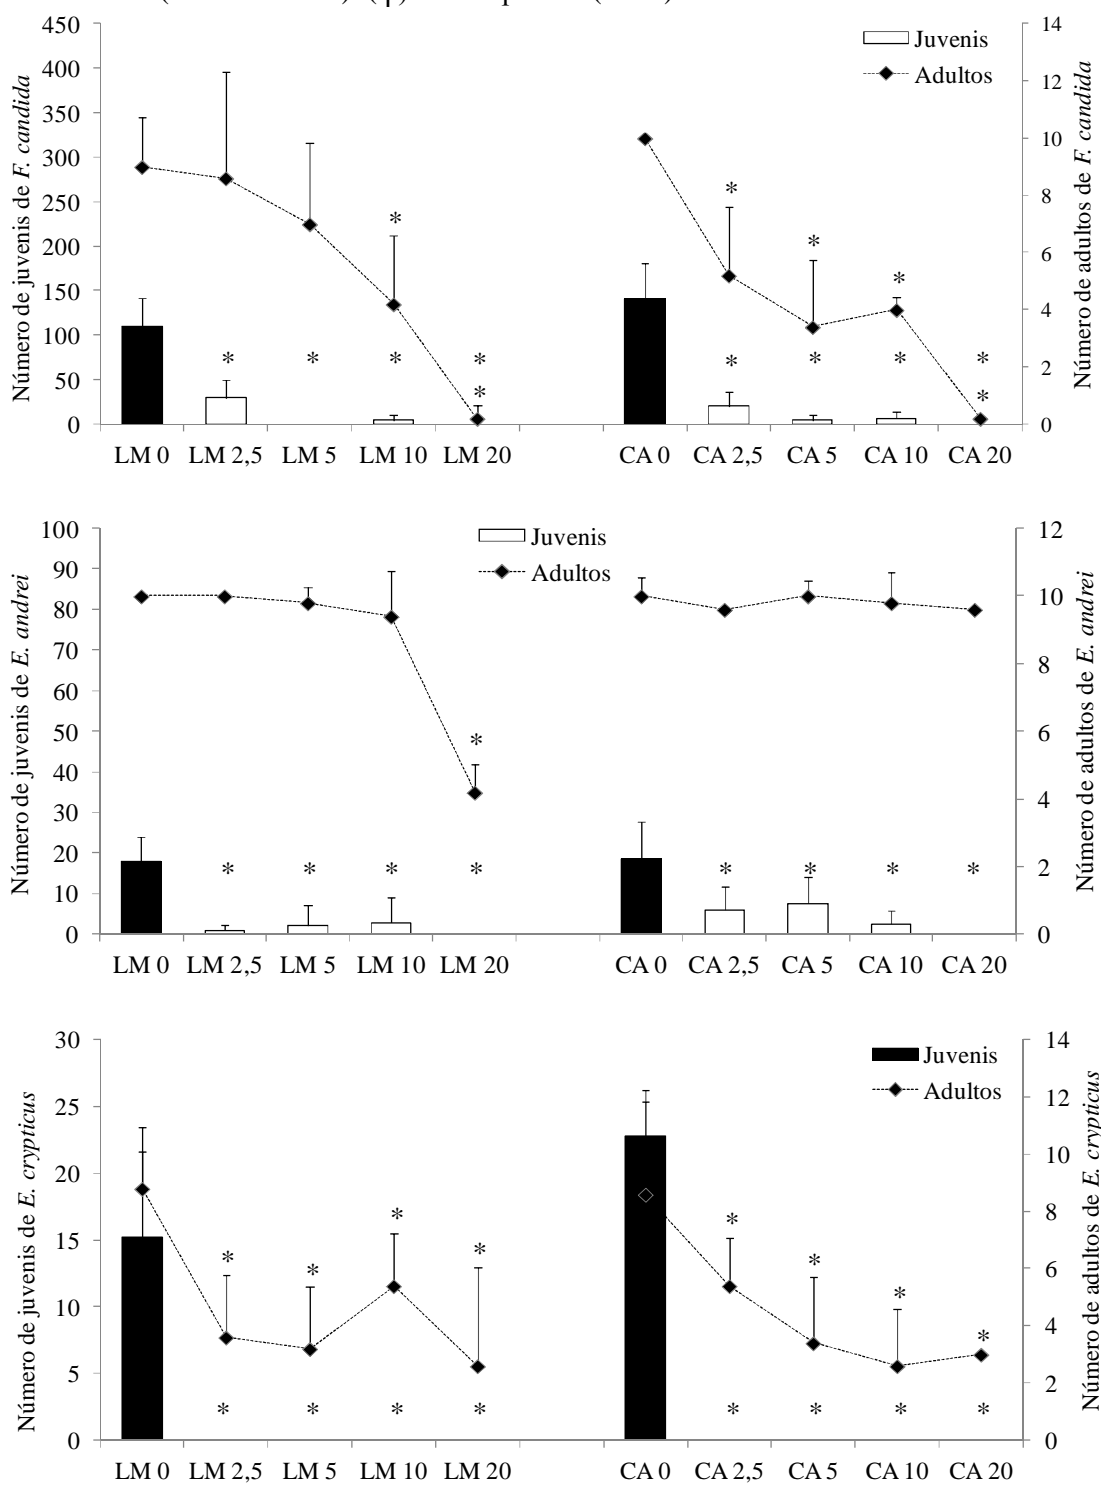 450
400
350
300
250
200
150
100
50
0
Número de juvenis de F. candida
Juvenis
Adultos
14
12
10
8
6
4
2
0
Número de adultos de F. candida
* * * * * *
* * * * * * * * *
LM 0 LM 2,5 LM 5 LM 10 LM 20 CA 0 CA 2,5 CA 5 CA 10 CA 20
100
90
80
70
60
50
40
30
20
10
0
Número de juvenis de E. andrei
Juvenis
Adultos
12
10
8
6
4
2
0
Número de adultos de E. andrei
*
* * * * * * * *
LM 0 LM 2,5 LM 5 LM 10 LM 20 CA 0 CA 2,5 CA 5 CA 10 CA 20
30
25
20
15
10
5
0
Número de juvenis de E. crypticus
Juvenis
Adultos
14
12
10
8
6
4
2
0
Número de adultos de E. crypticus
* * * * * * * *
* * * * * * * *
LM 0 LM 2,5 LM 5 LM 10 LM 20 CA 0 CA 2,5 CA 5 CA 10 CA 20